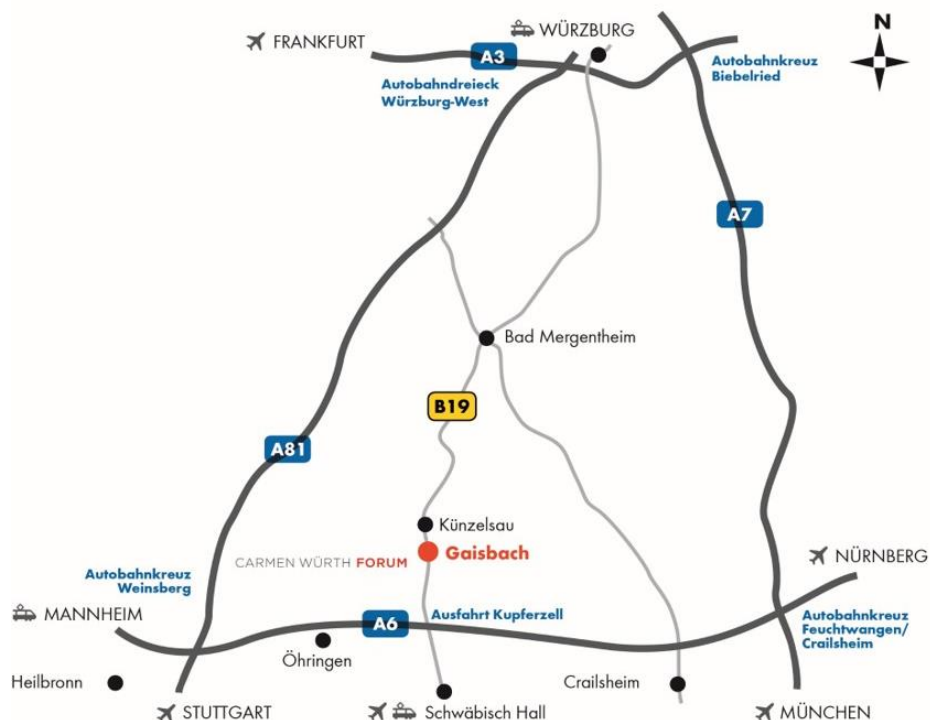 N
WÜRZBURG
FRANKFURT
A3
Autobahndreieck
Würzburg-West
Autobahnkreuz
Biebelried
A7
Bad Mergentheim
B19
A81
Künzelsau
CARMEN WÜRTH FORUM
Gaisbach
NÜRNBERG
Autobahnkreuz
Weinsberg
MANNHEIM
A6
Ausfahrt Kupferzell
Autobahnkreuz
Feuchtwangen/
Crailsheim
Öhringen
Heilbronn
Crailsheim
STUTTGART
Schwäbisch Hall
MÜNCHEN